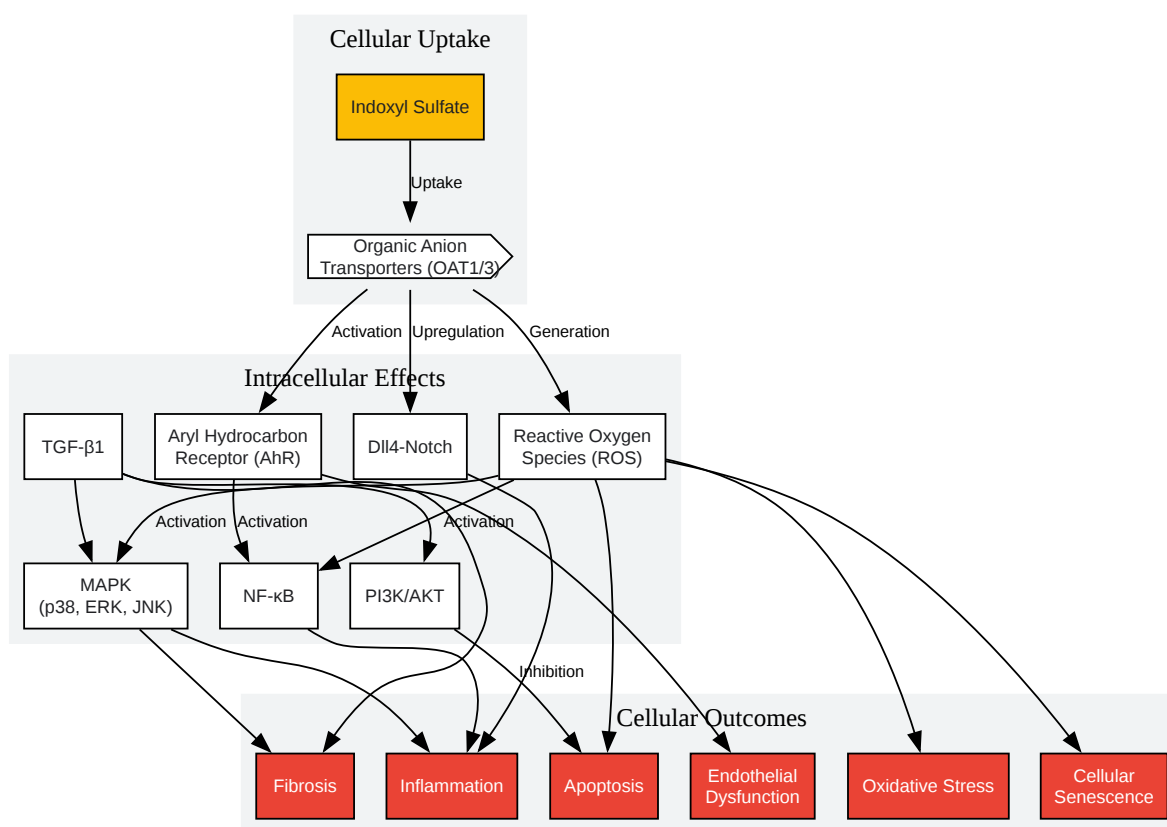 Cellular Uptake
Indoxyl Sulfate
Uptake
Organic Anion
Transporters (OAT1/3)
Activation
Upregulation
Generation
Intracellular Effects
TGF-β1
Aryl Hydrocarbon
Receptor (AhR)
Dll4-Notch
Reactive Oxygen
Species (ROS)
Activation
Activation
Activation
MAPK
(p38, ERK, JNK)
NF-κB
PI3K/AKT
Inhibition
Cellular Outcomes
Fibrosis
Inflammation
Apoptosis
Endothelial
Dysfunction
Oxidative Stress
Cellular
Senescence